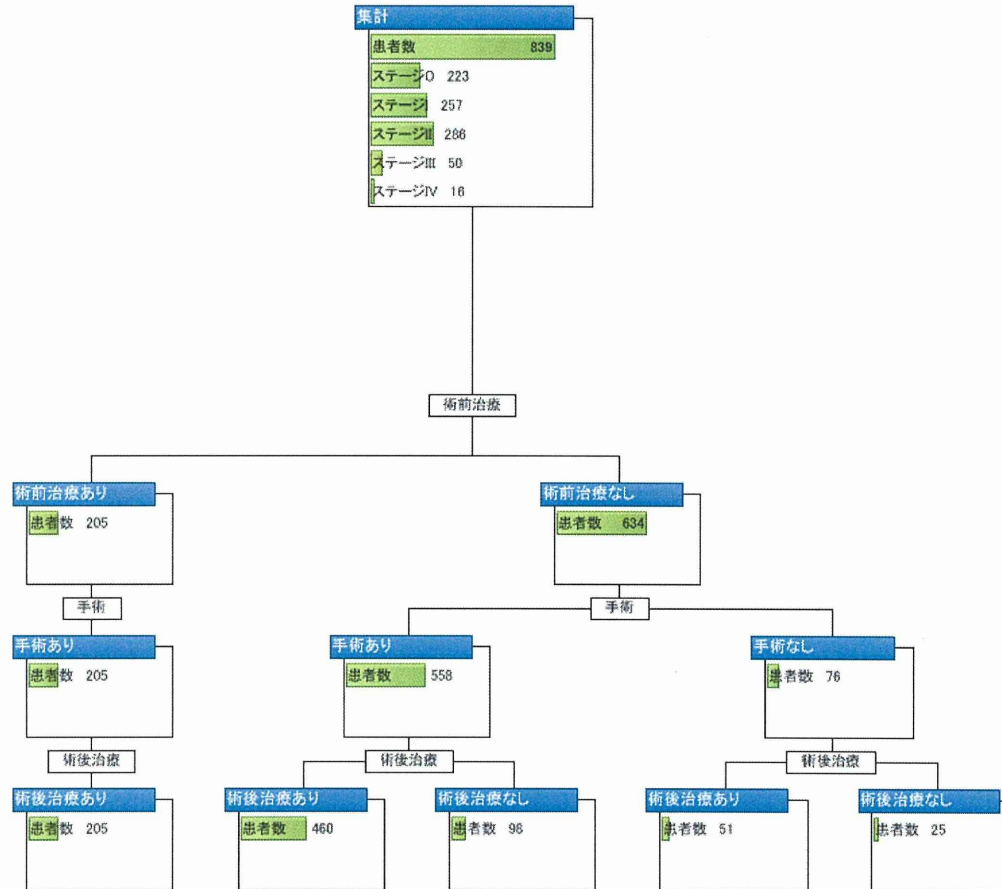 集計
患者数 839
ステージ0 223
ステージI 257
ステージII 286
ステージIII 50
ステージIV 16
術前治療
術前治療あり
患者数 205
術前治療なし
患者数 634
手術
手術
手術あり
患者数 205
手術あり
患者数 558
手術なし
患者数 76
術後治療
術後治療
術後治療
術後治療あり
患者数 205
術後治療あり
患者数 460
術後治療なし
患者数 98
術後治療あり
患者数 51
術後治療なし
患者数 25